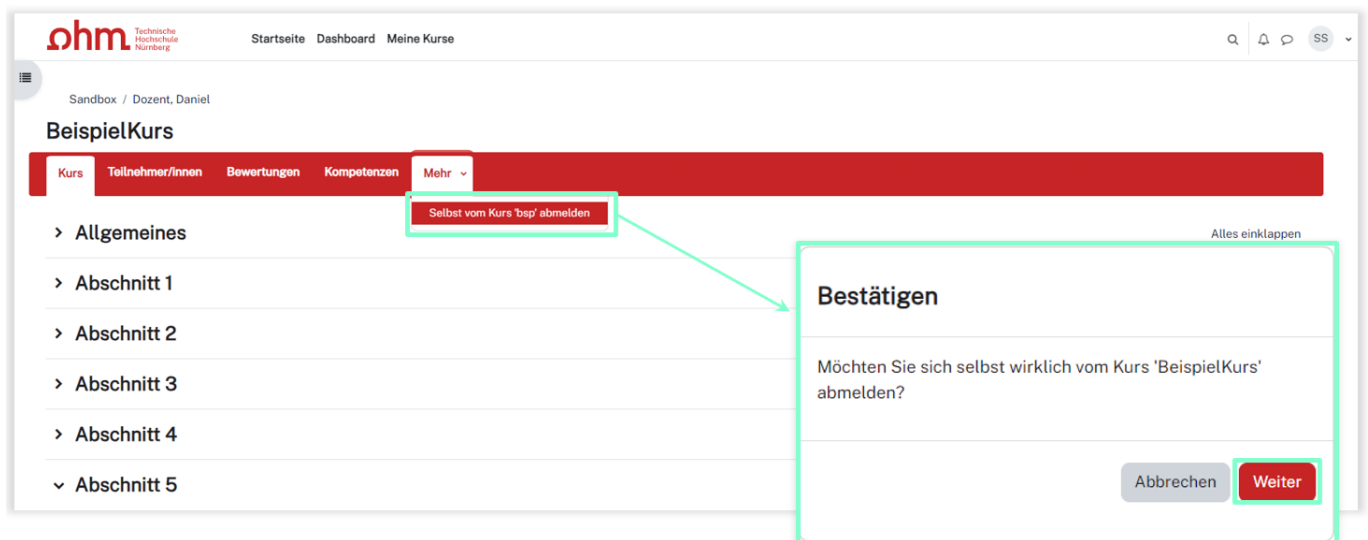 ohm Technische
Hochschule
Nürnberg
Startseite Dashboard Meine Kurse
SS
Sandbox / Dozent, Daniel
BeispielKurs
Kurs Teilnehmer/innen Bewertungen Kompetenzen Mehr
Selbst vom Kurs 'bsp' abmelden
Allgemeines
Alles einklappen
Abschnitt 1
Abschnitt 2
Abschnitt 3
Abschnitt 4
Abschnitt 5
Bestätigen
Möchten Sie sich selbst wirklich vom Kurs 'BeispielKurs'
abmelden?
Abbrechen Weiter